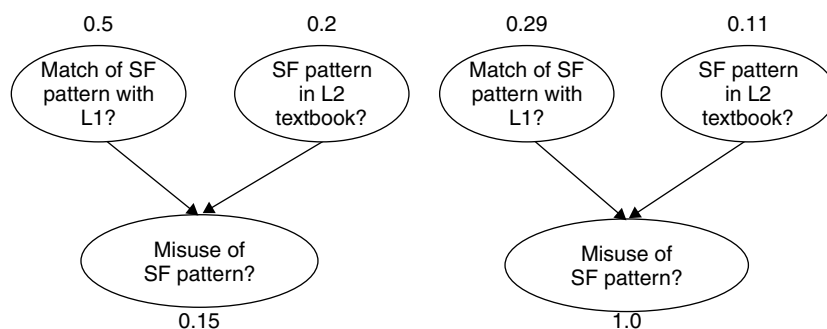 0.5
0.2
0.29
0.11
Match of SF
pattern with
L1?
SF pattern
in L2
textbook?
Match of SF
pattern with
L1?
SF pattern
in L2
textbook?
Misuse of
SF pattern?
Misuse of
SF pattern?
0.15
1.0